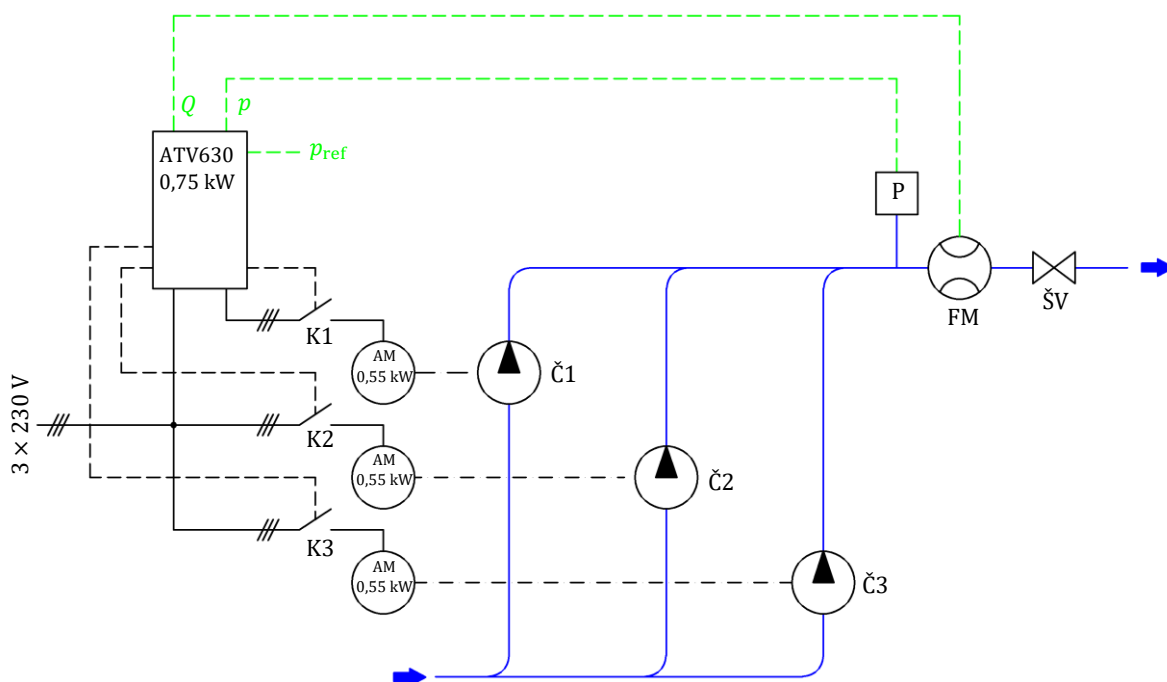 Q
p
ATV630
0,75 kW
p_ref
P
FM
ŠV
K1
AM
0,55 kW
Č1
3 × 230 V
K2
AM
0,55 kW
Č2
K3
AM
0,55 kW
Č3